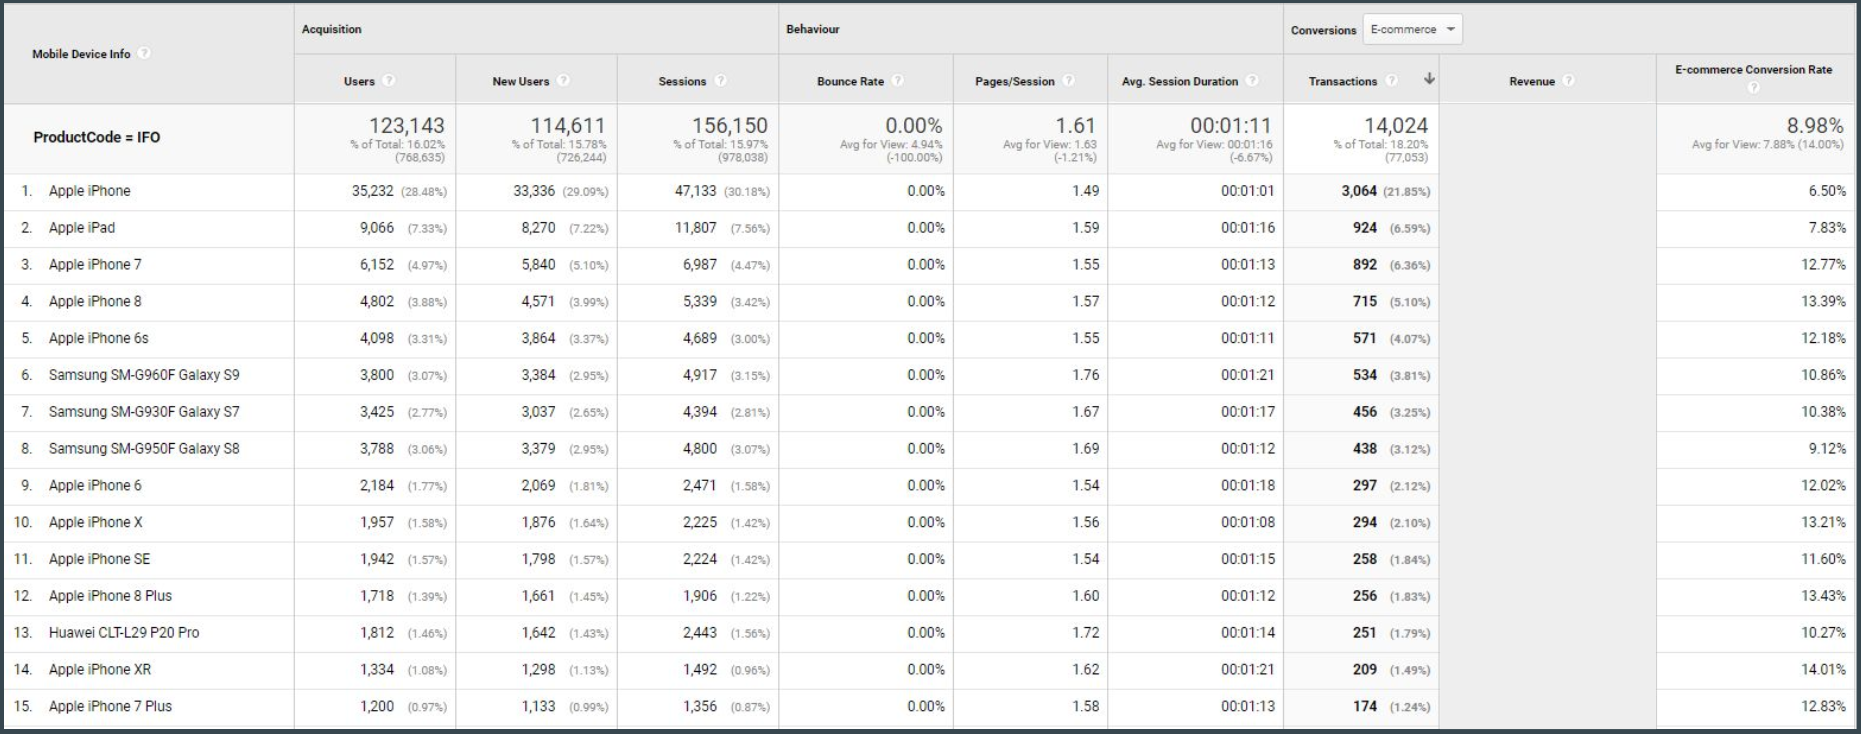 Mobile Device Info ?
Acquisition
Behaviour
Conversions E-commerce
Users ? New Users ? Sessions ? Bounce Rate ? Pages/Session ? Avg. Session Duration ? Transactions ? Revenue ? E-commerce Conversion Rate ?
ProductCode = IFO 123,143 114,611 156,150 0.00% 1.61 00:01:11 14,024 8.98%
% of Total: 16.02% % of Total: 15.78% % of Total: 15.97% Avg for View: 4.94% Avg for View: 1.63 Avg for View: 00:01:16 % of Total: 18.20% Avg for View: 7.88% (14.00%)
(768,635) (726,244) (978,038) (-100.00%) (-1.21%) (-6.67%) (77,053)
1. Apple iPhone 35,232 (28.48%) 33,336 (29.09%) 47,133 (30.18%) 0.00% 1.49 00:01:01 3,064 (21.85%) 6.50%
2. Apple iPad 9,066 (7.33%) 8,270 (7.22%) 11,807 (7.56%) 0.00% 1.59 00:01:16 924 (6.59%) 7.83%
3. Apple iPhone 7 6,152 (4.97%) 5,840 (5.10%) 6,987 (4.47%) 0.00% 1.55 00:01:13 892 (6.36%) 12.77%
4. Apple iPhone 8 4,802 (3.88%) 4,571 (3.99%) 5,339 (3.42%) 0.00% 1.57 00:01:12 715 (5.10%) 13.39%
5. Apple iPhone 6s 4,098 (3.31%) 3,864 (3.37%) 4,689 (3.00%) 0.00% 1.55 00:01:11 571 (4.07%) 12.18%
6. Samsung SM-G960F Galaxy S9 3,800 (3.07%) 3,384 (2.95%) 4,917 (3.15%) 0.00% 1.76 00:01:21 534 (3.81%) 10.86%
7. Samsung SM-G930F Galaxy S7 3,425 (2.77%) 3,037 (2.65%) 4,394 (2.81%) 0.00% 1.67 00:01:17 456 (3.25%) 10.38%
8. Samsung SM-G950F Galaxy S8 3,788 (3.06%) 3,379 (2.95%) 4,800 (3.07%) 0.00% 1.69 00:01:12 438 (3.12%) 9.12%
9. Apple iPhone 6 2,184 (1.77%) 2,069 (1.81%) 2,471 (1.58%) 0.00% 1.54 00:01:18 297 (2.12%) 12.02%
10. Apple iPhone X 1,957 (1.58%) 1,876 (1.64%) 2,225 (1.42%) 0.00% 1.56 00:01:08 294 (2.10%) 13.21%
11. Apple iPhone SE 1,942 (1.57%) 1,798 (1.57%) 2,224 (1.42%) 0.00% 1.54 00:01:15 258 (1.84%) 11.60%
12. Apple iPhone 8 Plus 1,718 (1.39%) 1,661 (1.45%) 1,906 (1.22%) 0.00% 1.60 00:01:12 256 (1.83%) 13.43%
13. Huawei CLT-L29 P20 Pro 1,812 (1.46%) 1,642 (1.43%) 2,443 (1.56%) 0.00% 1.72 00:01:14 251 (1.79%) 10.27%
14. Apple iPhone XR 1,334 (1.08%) 1,298 (1.13%) 1,492 (0.96%) 0.00% 1.62 00:01:21 209 (1.49%) 14.01%
15. Apple iPhone 7 Plus 1,200 (0.97%) 1,133 (0.99%) 1,356 (0.87%) 0.00% 1.58 00:01:13 174 (1.24%) 12.83%